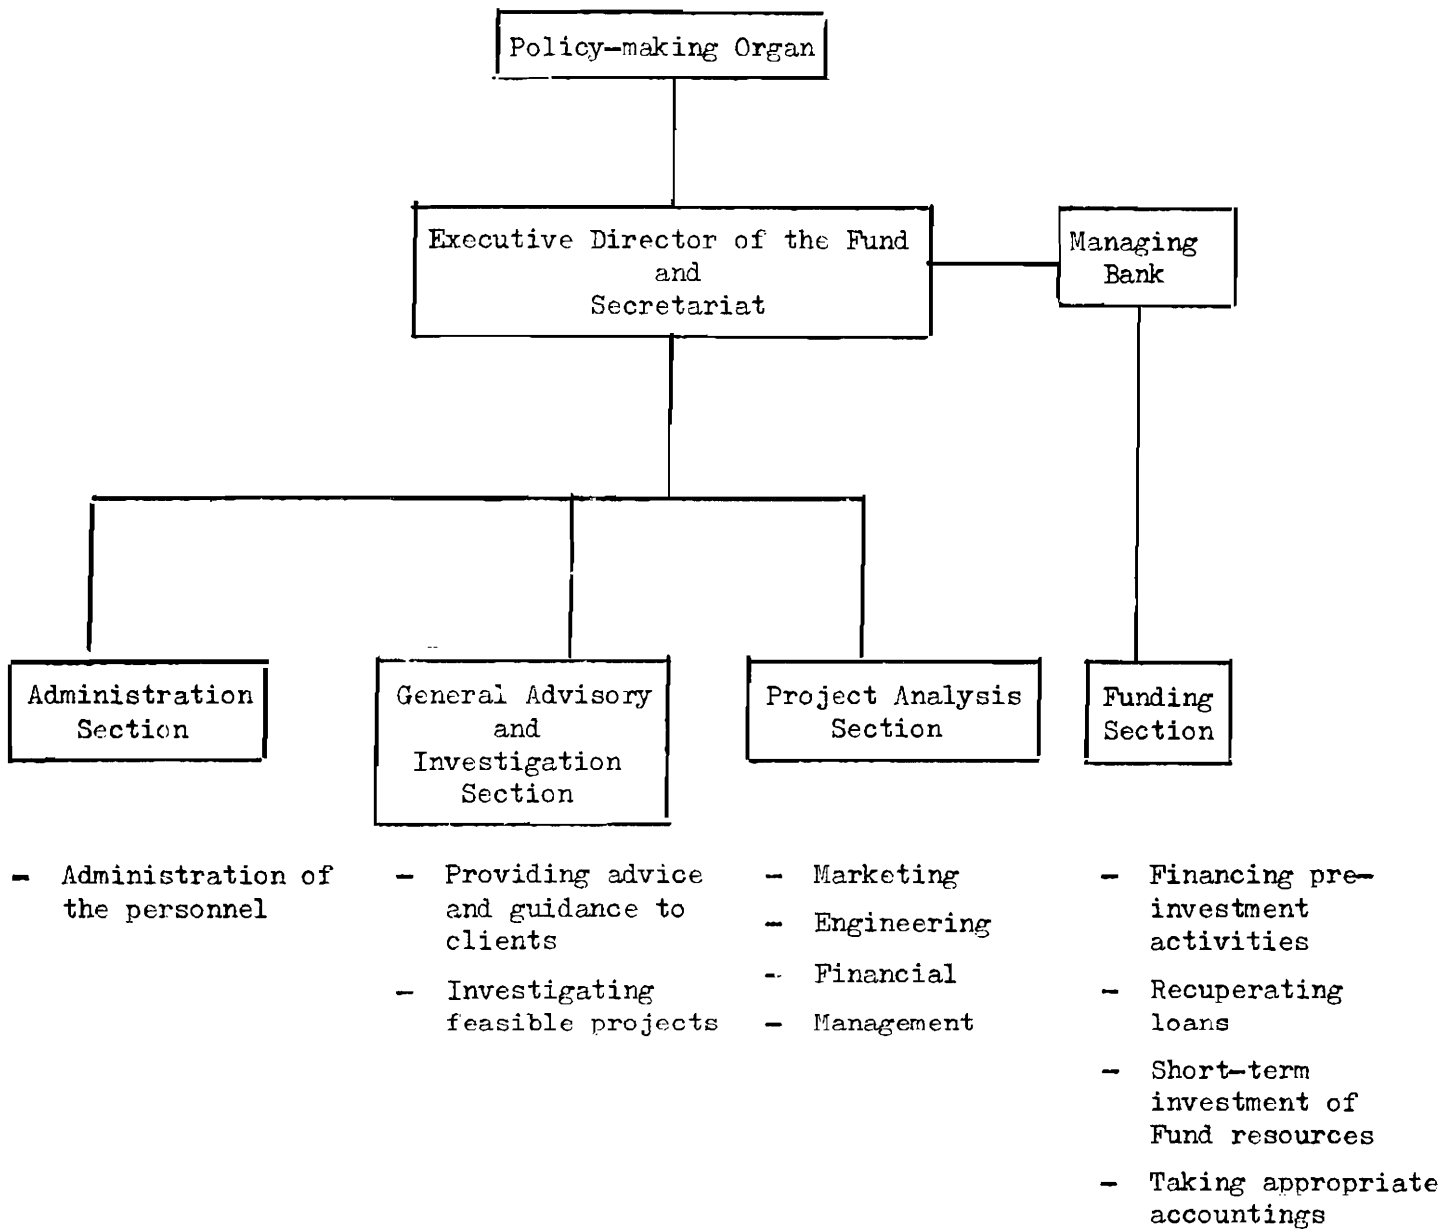 Policy-making Organ
Executive Director of the Fund
and
Secretariat
Managing
Bank
Administration
Section
General Advisory
and
Investigation
Section
Project Analysis
Section
Funding
Section
- Administration of
the personnel
- Providing advice
and guidance to
clients
- Investigating
feasible projects
- Marketing
- Engineering
- Financial
- Management
- Financing pre-
investment
activities
- Recuperating
loans
- Short-term
investment of
Fund resources
- Taking appropriate
accountings